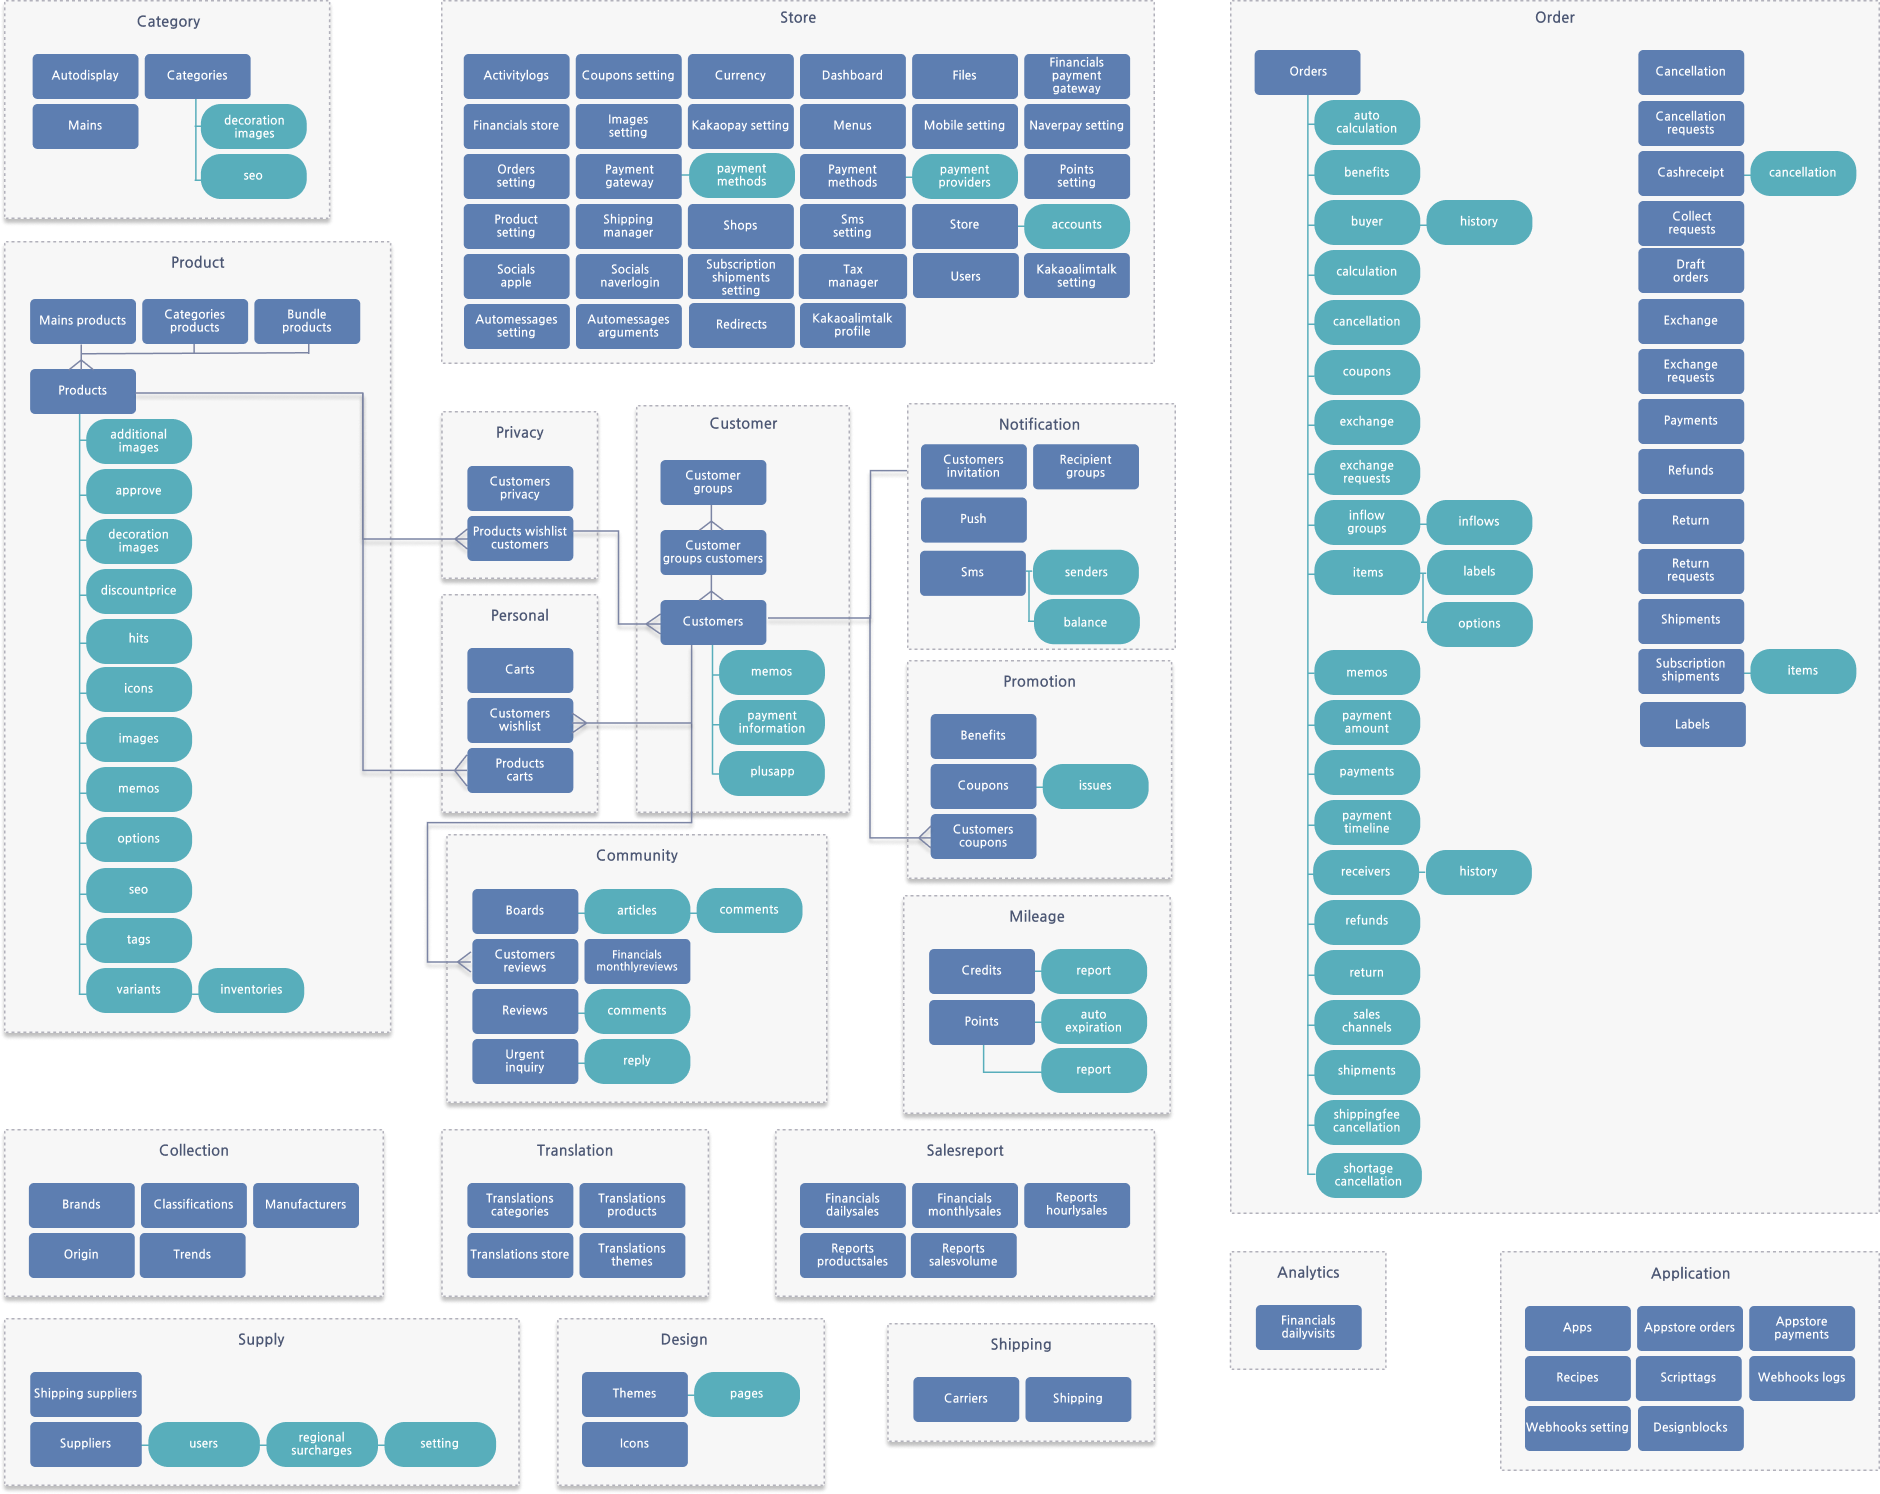 Category
Autodisplay
Categories
Mains
decoration
images
seo
Store
Activitylogs
Coupons setting
Currency
Dashboard
Files
Financials
payment
gateway
Financials store
Images
setting
Kakaopay setting
Menus
Mobile setting
Naverpay setting
Orders
setting
Payment
gateway
payment
methods
Payment
methods
payment
providers
Points
setting
Product
setting
Shipping
manager
Shops
Sms
setting
Store
accounts
Socials
apple
Socials
naverlogin
Subscription
shipments
setting
Tax
manager
Users
Kakaoalimtalk
setting
Automessages
setting
Automessages
arguments
Redirects
Kakaoalimtalk
profile
Order
Orders
auto
calculation
benefits
buyer
history
calculation
cancellation
coupons
exchange
exchange
requests
inflow
groups
inflows
items
labels
options
memos
payment
amount
payments
payment
timeline
receivers
history
refunds
return
sales
channels
shipments
shippingfee
cancellation
shortage
cancellation
Cancellation
Cancellation
requests
Cashreceipt
cancellation
Collect
requests
Draft
orders
Exchange
Exchange
requests
Payments
Refunds
Return
Return
requests
Shipments
Subscription
shipments
items
Labels
Product
Mains products
Categories
products
Bundle
products
Products
additional
images
approve
decoration
images
discountprice
hits
icons
images
memos
options
seo
tags
variants
inventories
Privacy
Customers
privacy
Products wishlist
customers
Personal
Carts
Customers
wishlist
Products
carts
Customer
Customer
groups
Customer
groups customers
Customers
memos
payment
information
plusapp
Notification
Customers
invitation
Recipient
groups
Push
Sms
senders
balance
Promotion
Benefits
Coupons
issues
Customers
coupons
Community
Boards
articles
comments
Customers
reviews
Financials
monthlyreviews
Reviews
comments
Urgent
inquiry
reply
Mileage
Credits
report
Points
auto
expiration
report
Collection
Brands
Classifications
Manufacturers
Origin
Trends
Translation
Translations
categories
Translations
products
Translations store
Translations
themes
Salesreport
Financials
dailysales
Financials
monthlysales
Reports
hourlysales
Reports
productsales
Reports
salesvolume
Analytics
Financials
dailyvisits
Application
Apps
Appstore orders
Appstore
payments
Recipes
Scripttags
Webhooks logs
Webhooks setting
Designblocks
Supply
Shipping suppliers
Suppliers
users
regional
surcharges
setting
Design
Themes
pages
Icons
Shipping
Carriers
Shipping